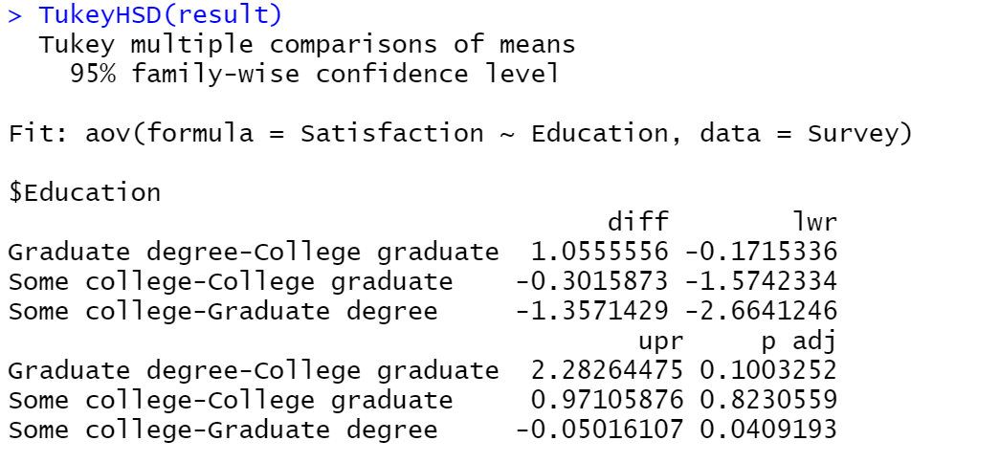 > TukeyHSD(result)
  Tukey multiple comparisons of means
    95% family-wise confidence level

Fit: aov(formula = Satisfaction ~ Education, data = Survey)

$Education
                                       diff        lwr
Graduate degree-College graduate  1.0555556 -0.1715336
Some college-College graduate    -0.3015873 -1.5742334
Some college-Graduate degree     -1.3571429 -2.6641246
                                         upr     p adj
Graduate degree-College graduate  2.28264475 0.1003252
Some college-College graduate     0.97105876 0.8230559
Some college-Graduate degree     -0.05016107 0.0409193